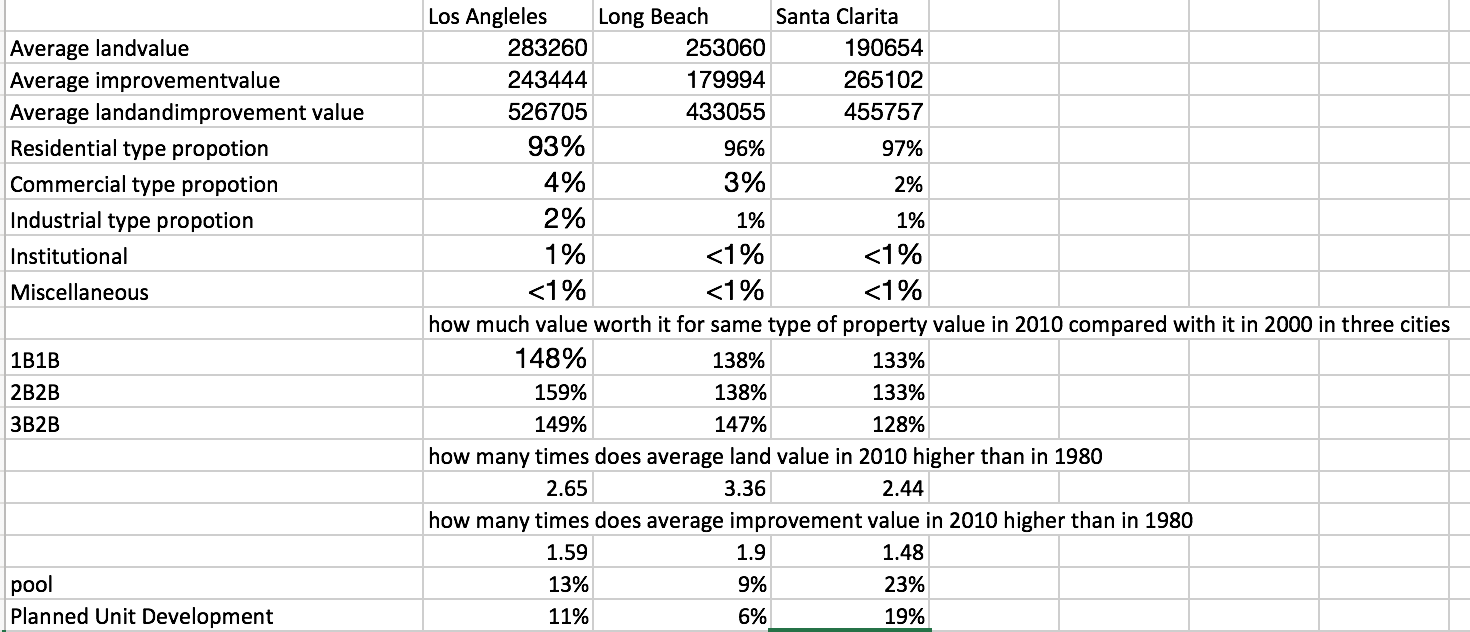 Los Angleles Long Beach Santa Clarita
Average landvalue 283260 253060 190654
Average improvementvalue 243444 179994 265102
Average landandimprovement value 526705 433055 455757
Residential type propotion 93% 96% 97%
Commercial type propotion 4% 3% 2%
Industrial type propotion 2% 1% 1%
Institutional 1% <1% <1%
Miscellaneous <1% <1% <1%
how much value worth it for same type of property value in 2010 compared with it in 2000 in three cities
1B1B 148% 138% 133%
2B2B 159% 138% 133%
3B2B 149% 147% 128%
how many times does average land value in 2010 higher than in 1980
2.65 3.36 2.44
how many times does average improvement value in 2010 higher than in 1980
1.59 1.9 1.48
pool 13% 9% 23%
Planned Unit Development 11% 6% 19%